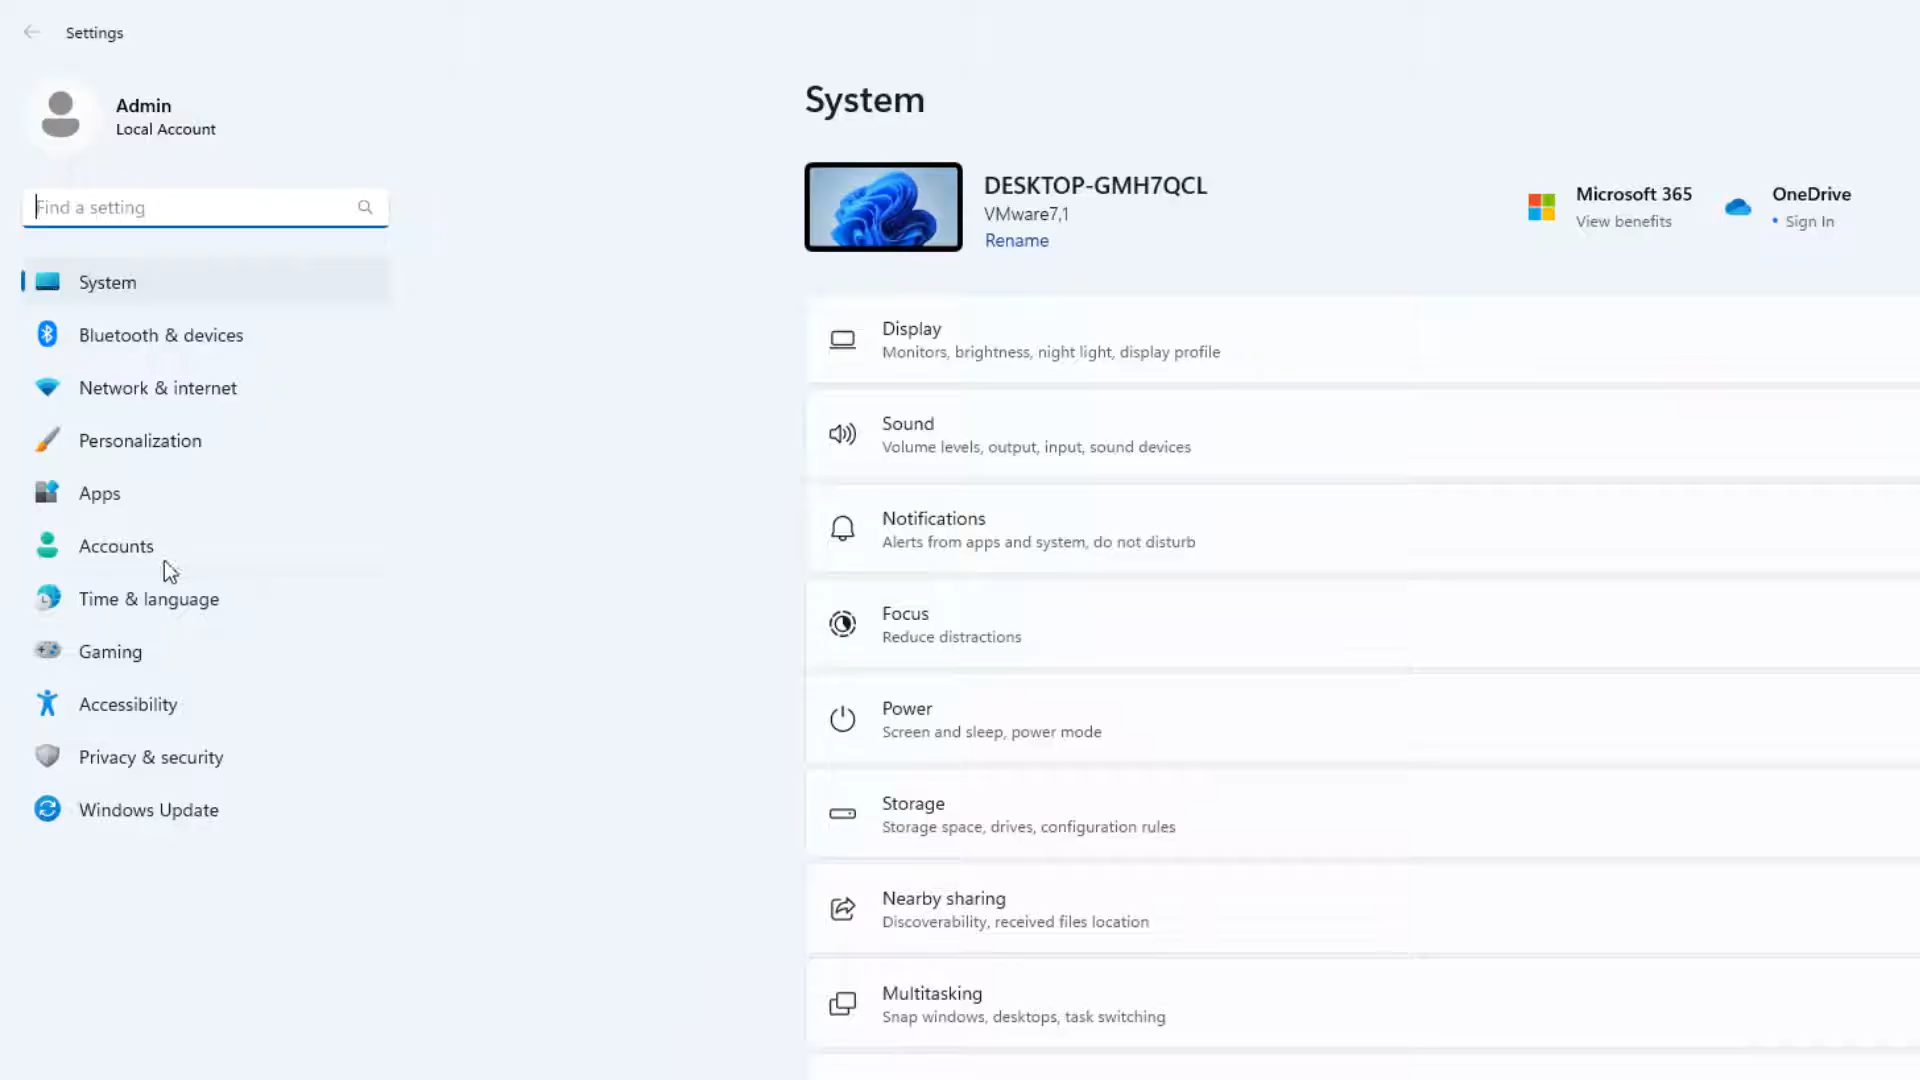 Settings
Admin
Local Account
Find a setting
System
Bluetooth & devices
Network & internet
Personalization
Apps
Accounts
Time & language
Gaming
Accessibility
Privacy & security
Windows Update
System
DESKTOP-GMH7QCL
VMware7,1
Rename
Microsoft 365
View benefits
OneDrive
• Sign In
Display
Monitors, brightness, night light, display profile
Sound
Volume levels, output, input, sound devices
Notifications
Alerts from apps and system, do not disturb
Focus
Reduce distractions
Power
Screen and sleep, power mode
Storage
Storage space, drives, configuration rules
Nearby sharing
Discoverability, received files location
Multitasking
Snap windows, desktops, task switching